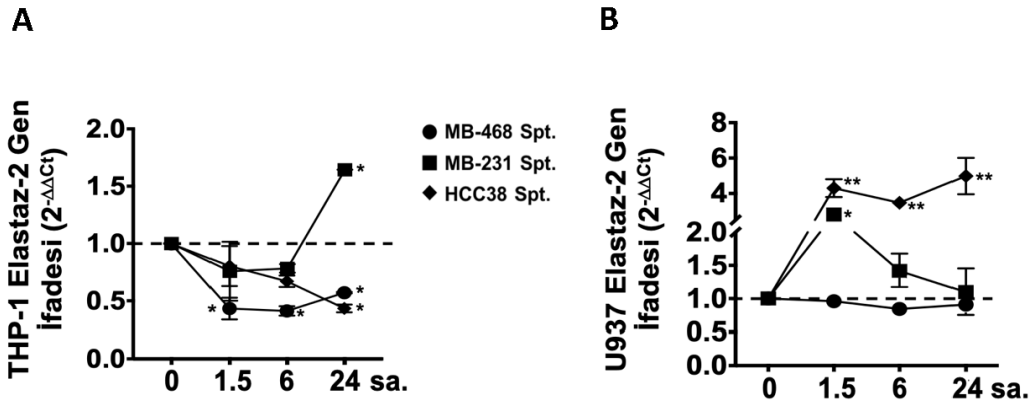 A
THP-1 Elastaz-2 Gen
İfadesi (2-ΔΔCt)
2.0
1.5
1.0
0.5
0.0
0 1.5 6 24 sa.
* * * * *
MB-468 Spt.
MB-231 Spt.
HCC38 Spt.
B
U937 Elastaz-2 Gen
İfadesi (2-ΔΔCt)
8
6
4
2.0
1.5
1.0
0.5
0.0
0 1.5 6 24 sa.
** * ** **